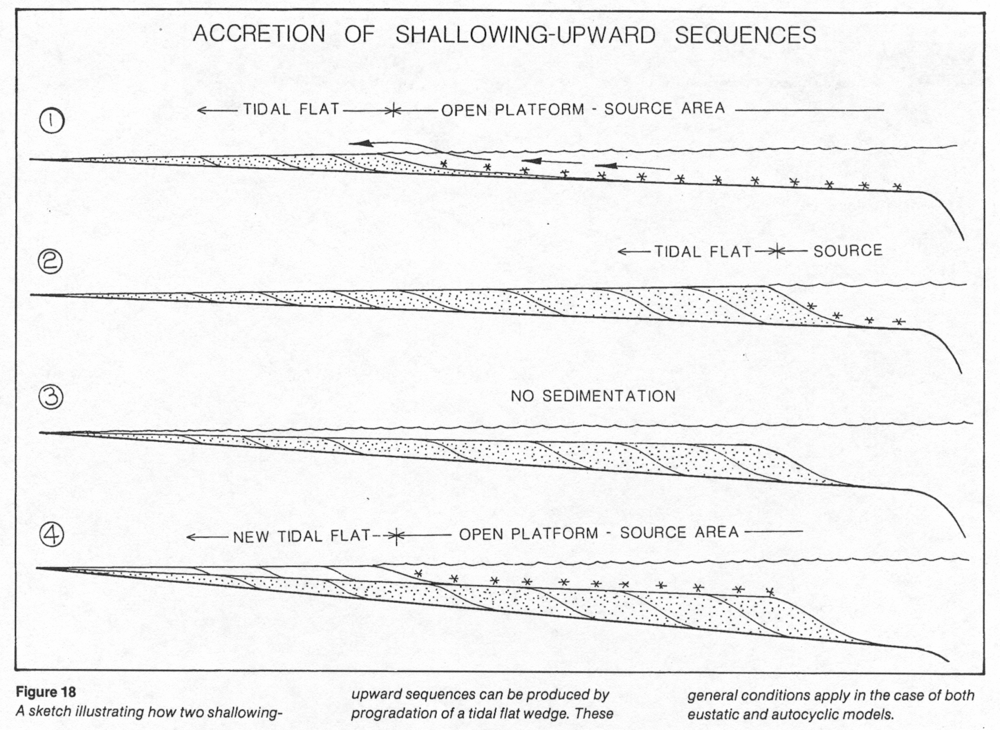 ACCRETION OF SHALLOWING-UPWARD SEQUENCES
1
TIDAL FLAT
OPEN PLATFORM - SOURCE AREA
2
TIDAL FLAT
SOURCE
3
NO SEDIMENTATION
4
NEW TIDAL FLAT
OPEN PLATFORM - SOURCE AREA
Figure 18
A sketch illustrating how two shallowing-
upward sequences can be produced by
progradation of a tidal flat wedge. These
general conditions apply in the case of both
eustatic and autocyclic models.